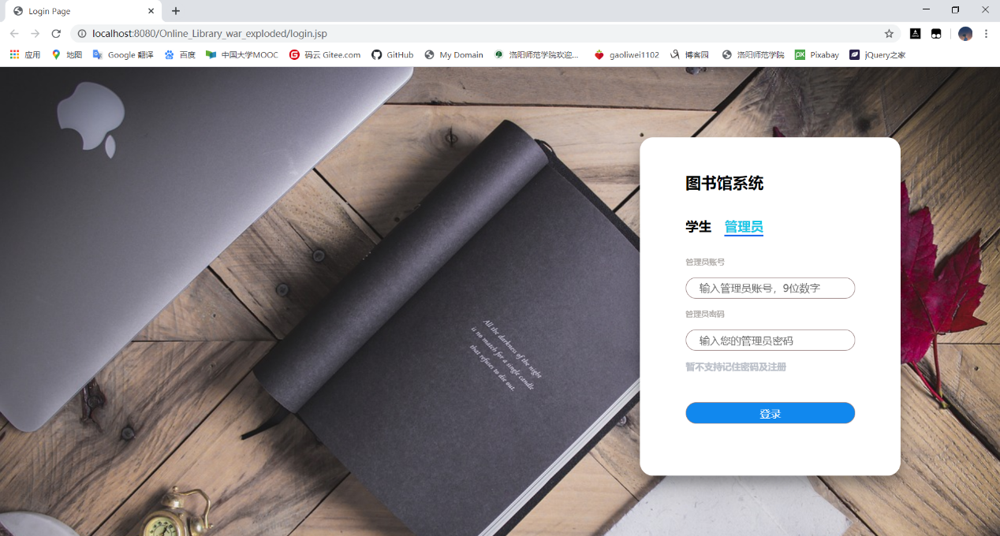 Login Page
localhost:8080/Online_Library_war_exploded/login.jsp
应用 地图 Google 翻译 百度 中国大学MOOC 码云 Gitee.com GitHub My Domain 洛阳师范学院欢迎... gaoliwei1102 博客园 洛阳师范学院 Pixabay jQuery之家
图书馆系统
学生 管理员
管理员账号
输入管理员账号，9位数字
管理员密码
输入您的管理员密码
暂不支持记住密码及注册
登录
All the darkness of the night
is no match for a single candle
that refuses to die out.